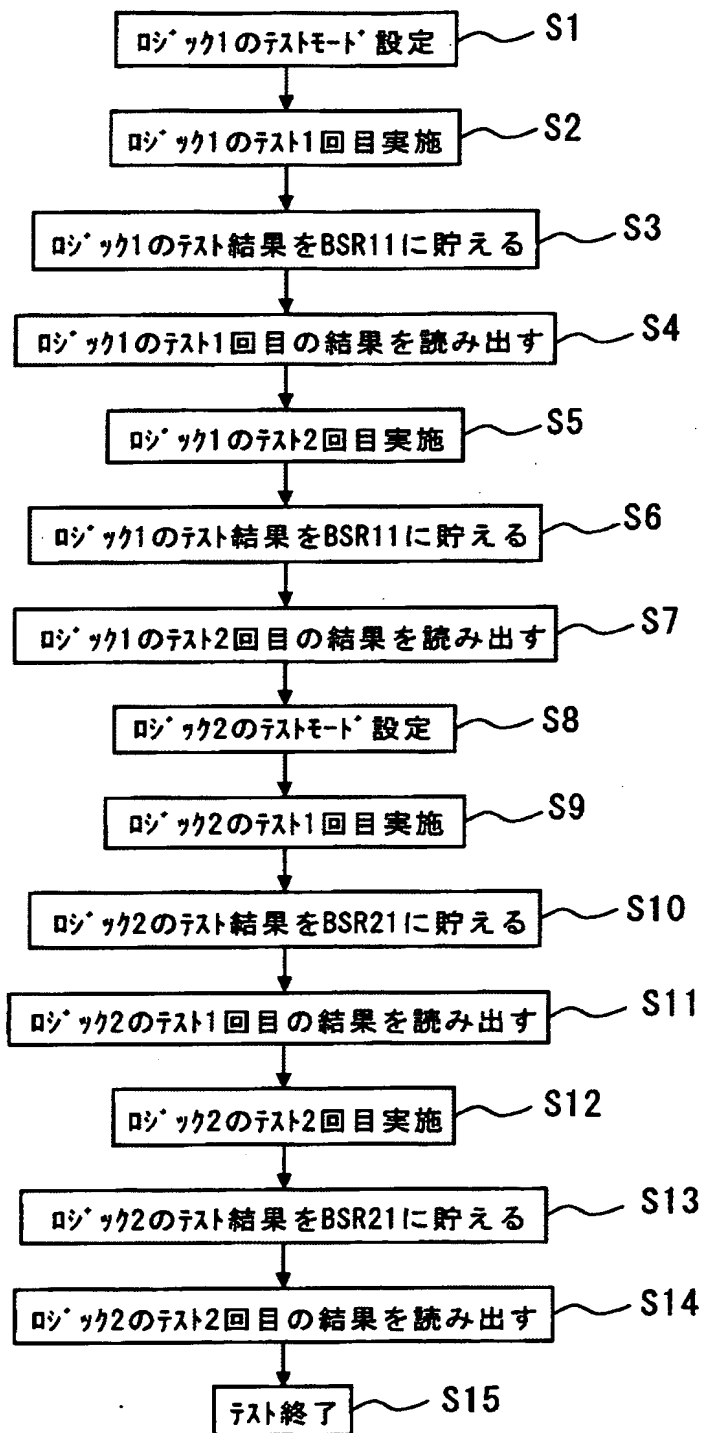 ロジック1のテストモード設定 S1
ロジック1のテスト1回目実施 S2
ロジック1のテスト結果をBSR11に貯える S3
ロジック1のテスト1回目の結果を読み出す S4
ロジック1のテスト2回目実施 S5
ロジック1のテスト結果をBSR11に貯える S6
ロジック1のテスト2回目の結果を読み出す S7
ロジック2のテストモード設定 S8
ロジック2のテスト1回目実施 S9
ロジック2のテスト結果をBSR21に貯える S10
ロジック2のテスト1回目の結果を読み出す S11
ロジック2のテスト2回目実施 S12
ロジック2のテスト結果をBSR21に貯える S13
ロジック2のテスト2回目の結果を読み出す S14
テスト終了 S15